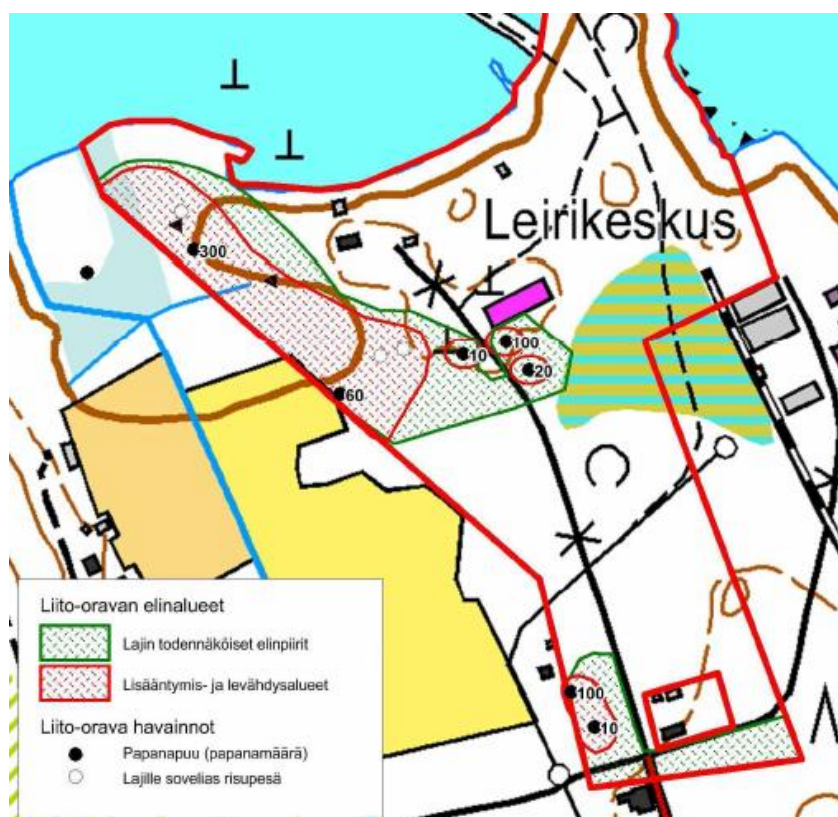 Leirikeskus
300
10
100
20
60
100
10
Liito-oravan elinalueet
Lajin todennäköiset elinpiirit
Lisääntymis- ja levähdysalueet
Liito-orava havainnot
Papanapuu (papanamäärä)
Lajille sovelias risupesä